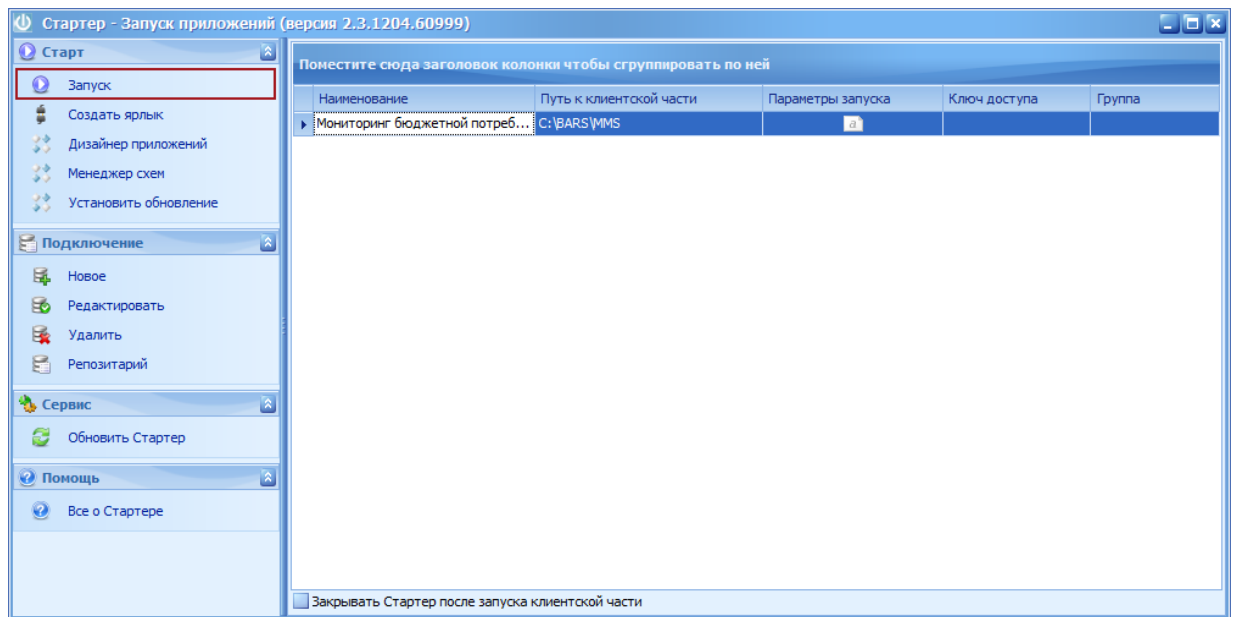 Стартер - Запуск приложений (версия 2.3.1204.60999)
Старт
Запуск
Создать ярлык
Дизайнер приложений
Менеджер схем
Установить обновление
Подключение
Новое
Редактировать
Удалить
Репозитарий
Сервис
Обновить Стартер
Помощь
Все о Стартере
Поместите сюда заголовок колонки чтобы сгруппировать по ней
Наименование Путь к клиентской части Параметры запуска Ключ доступа Группа
Мониторинг бюджетной потреб... C:\BARS\MMS a
Закрывать Стартер после запуска клиентской части